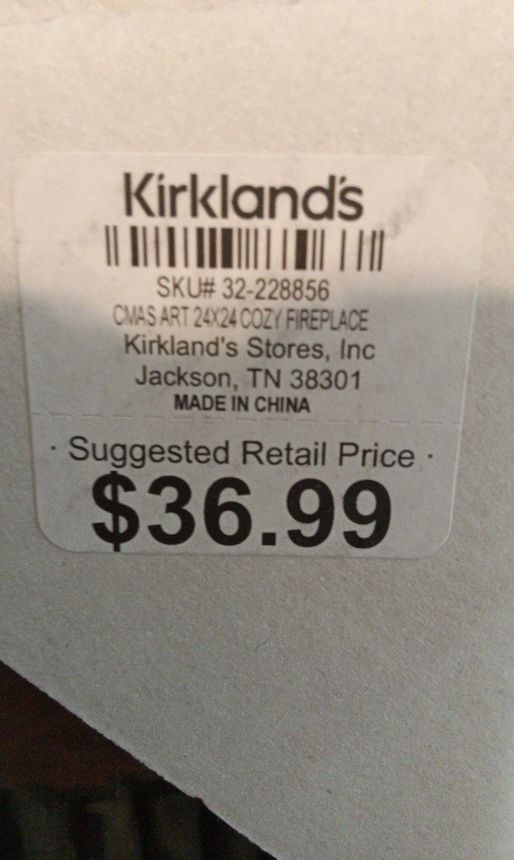 Kirkland's
SKU# 32-228856
CMAS ART 24X24 COZY FIREPLACE
Kirkland's Stores, Inc
Jackson, TN 38301
MADE IN CHINA
· Suggested Retail Price ·
$36.99